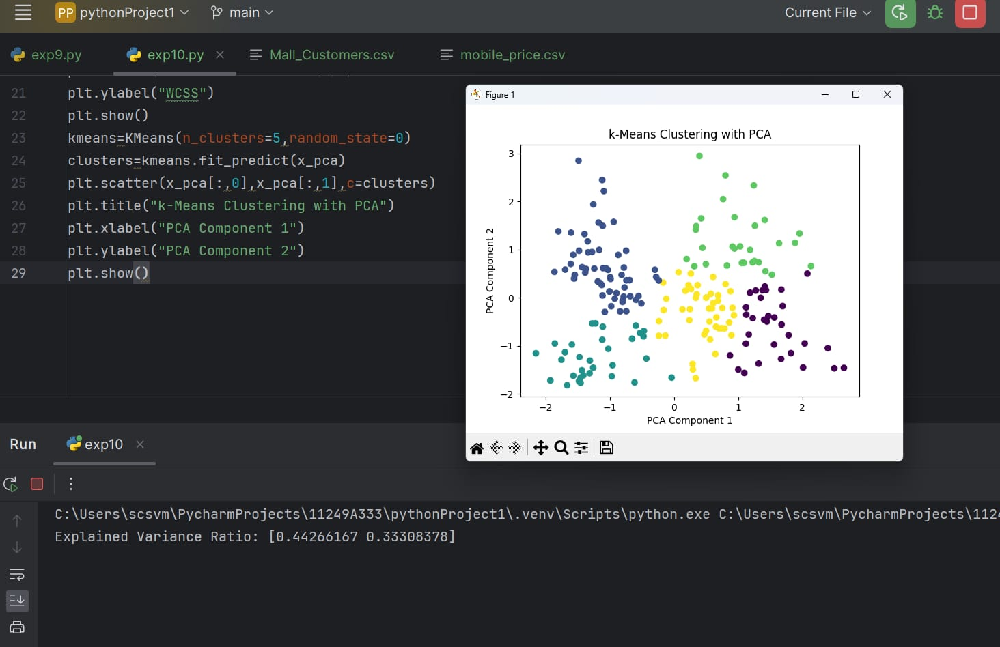 PP pythonProject1 main Current File
exp9.py exp10.py Mall_Customers.csv mobile_price.csv
21 plt.ylabel("WCSS")
22 plt.show()
23 kmeans=KMeans(n_clusters=5,random_state=0)
24 clusters=kmeans.fit_predict(x_pca)
25 plt.scatter(x_pca[:,0],x_pca[:,1],c=clusters)
26 plt.title("k-Means Clustering with PCA")
27 plt.xlabel("PCA Component 1")
28 plt.ylabel("PCA Component 2")
29 plt.show()
Figure 1
k-Means Clustering with PCA
PCA Component 2
3
2
1
0
−1
−2
−2 −1 0 1 2
PCA Component 1
Run exp10
C:\Users\scsvm\PycharmProjects\11249A333\pythonProject1\.venv\Scripts\python.exe C:\Users\scsvm\PycharmProjects\1124
Explained Variance Ratio: [0.44266167 0.33308378]